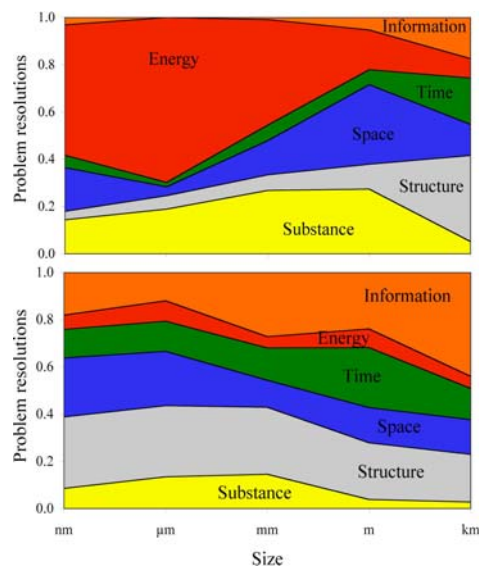 1.0
0.8
0.6
0.4
0.2
0.0
Problem resolutions
Information
Energy
Time
Space
Structure
Substance
1.0
0.8
0.6
0.4
0.2
0.0
Problem resolutions
Information
Energy
Time
Space
Structure
Substance
nm µm mm m km
Size